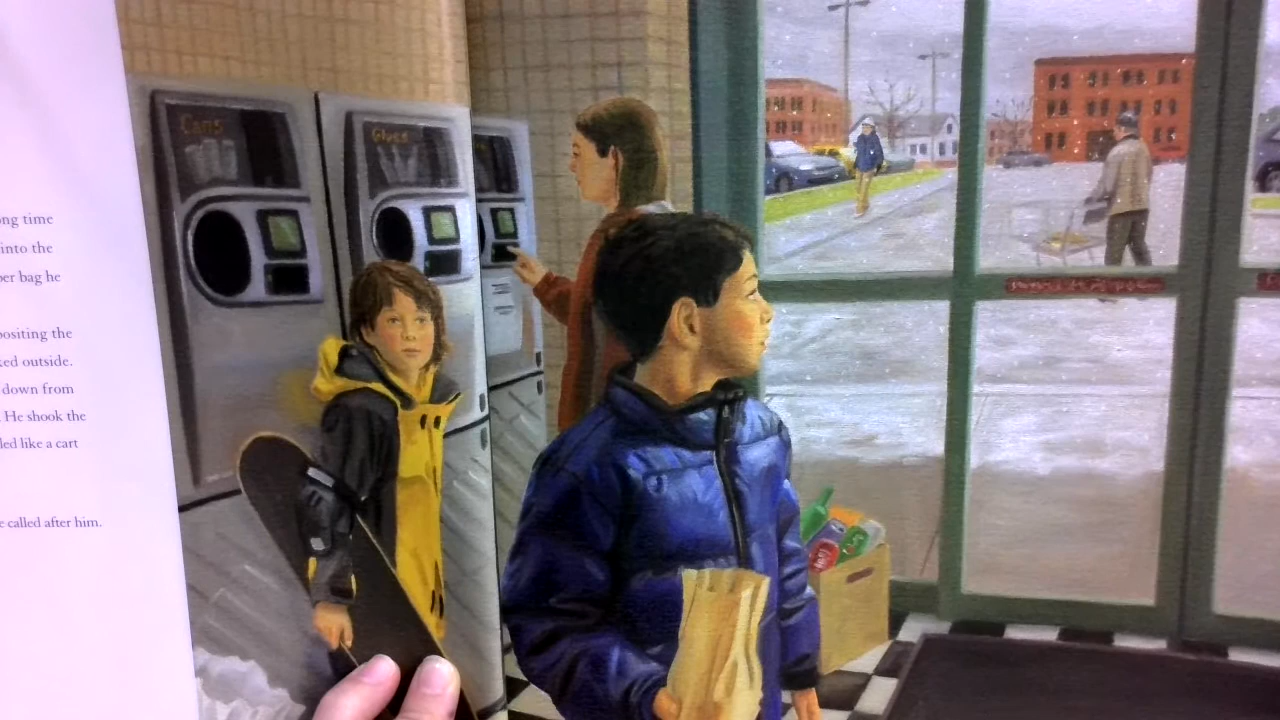 ong time
into the
per bag he
positing the
ked outside.
down from
. He shook the
led like a cart
e called after him.
Cans
Glass